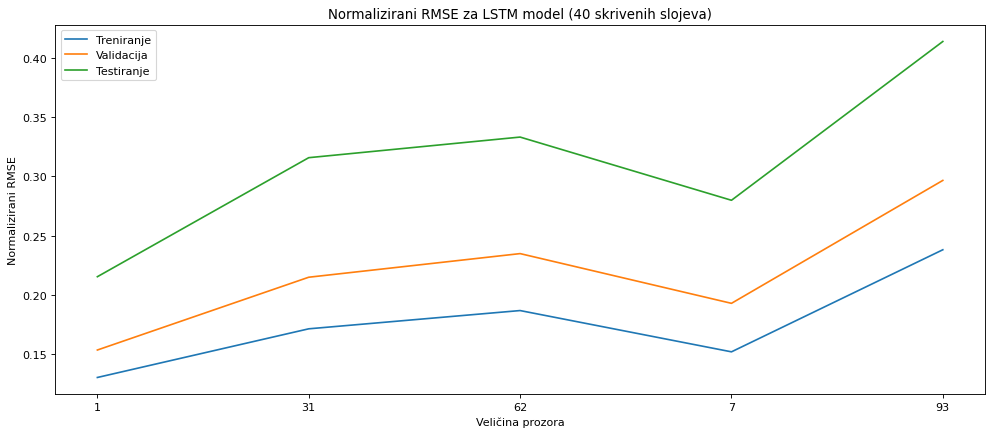 Normalizirani RMSE za LSTM model (40 skrivenih slojeva)
Treniranje
Validacija
Testiranje
Normalizirani RMSE
0.40
0.35
0.30
0.25
0.20
0.15
1 31 62 7 93
Veličina prozora